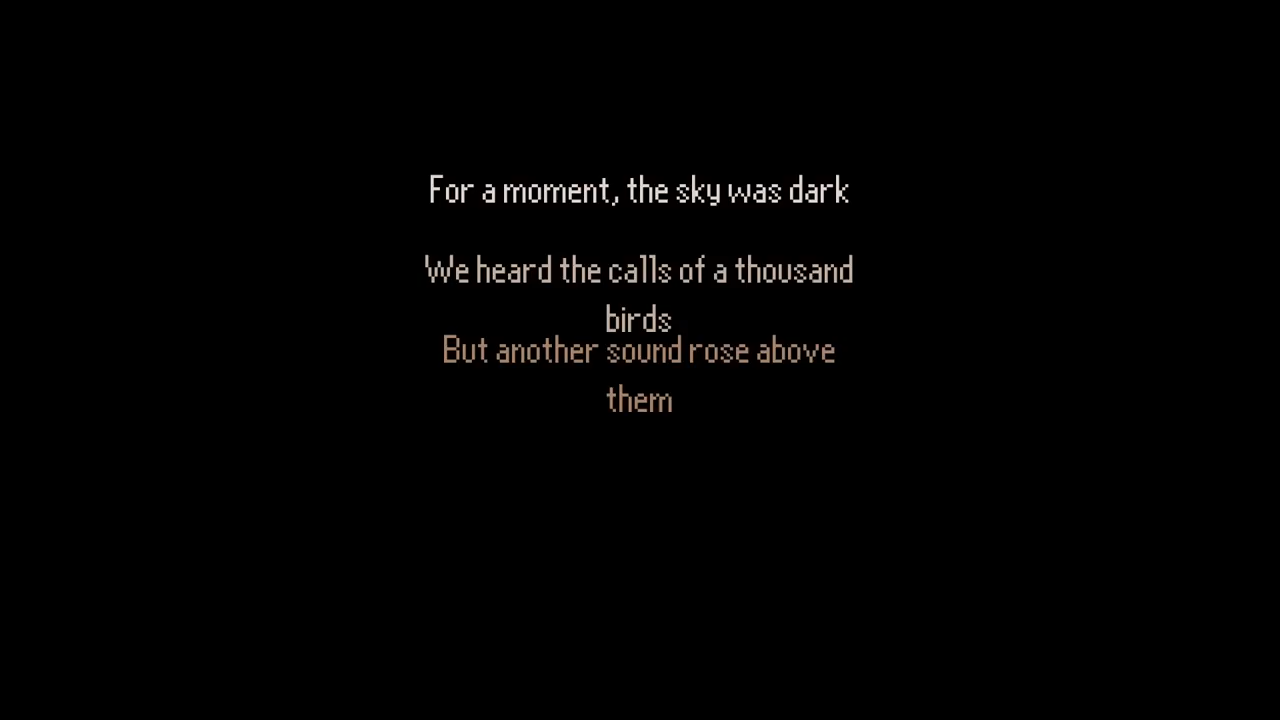 For a moment, the sky was dark
We heard the calls of a thousand
birds
But another sound rose above
them